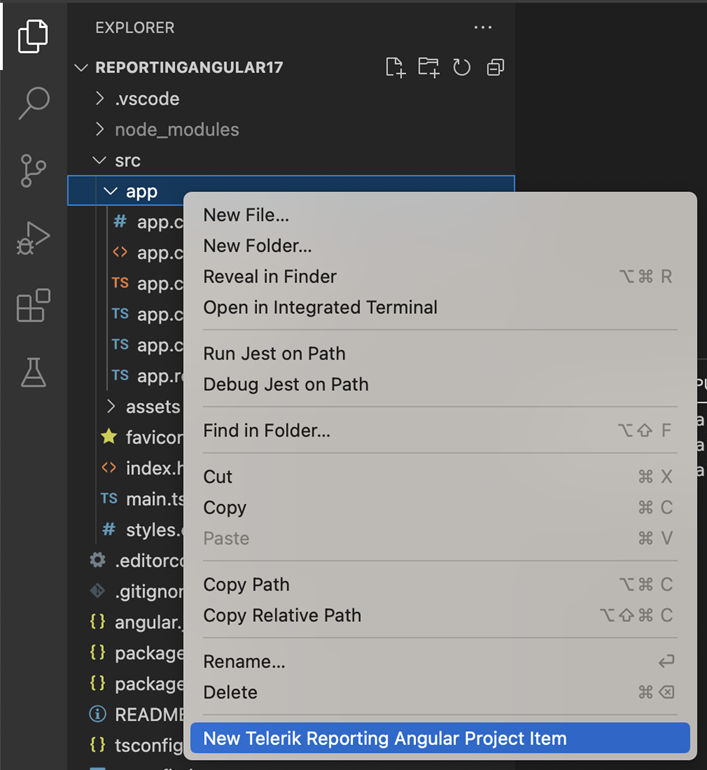 EXPLORER
REPORTINGANGULAR17
.vscode
node_modules
src
app
# app.c
<> app.c
TS app.c
TS app.c
TS app.c
TS app.re
assets
favicon
<> index.h
TS main.ts
# styles.c
.editorco
.gitignor
{} angular.
{} package
{} package
README
{} tsconfig
New File...
New Folder...
Reveal in Finder ⌥⌘ R
Open in Integrated Terminal
Run Jest on Path
Debug Jest on Path
Find in Folder... ⌥⇧ F
Cut ⌘ X
Copy ⌘ C
Paste ⌘ V
Copy Path ⌥⌘ C
Copy Relative Path ⌥⇧⌘ C
Rename... ⏎
Delete ⌘ ⌫
New Telerik Reporting Angular Project Item